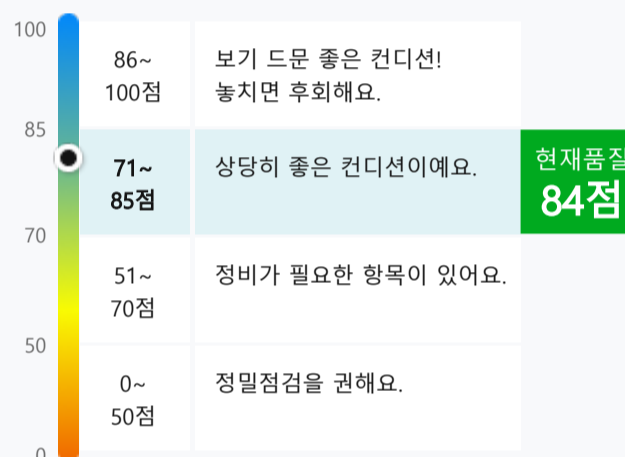 100
86~
100점
보기 드문 좋은 컨디션!
놓치면 후회해요.
85
71~
85점
상당히 좋은 컨디션이예요.
현재품질
84점
70
51~
70점
정비가 필요한 항목이 있어요.
50
0~
50점
정밀점검을 권해요.
0